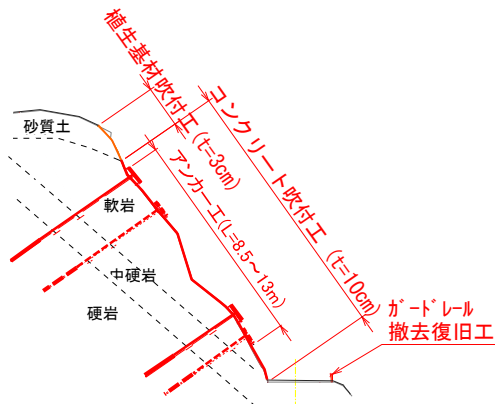 植生基材吹付工(t=3cm)
コンクリート吹付工 (t=10cm)
アンカー工(L=8.5~13m)
砂質土
軟岩
中硬岩
硬岩
ｶﾞｰﾄﾞﾚｰﾙ
撤去復旧工